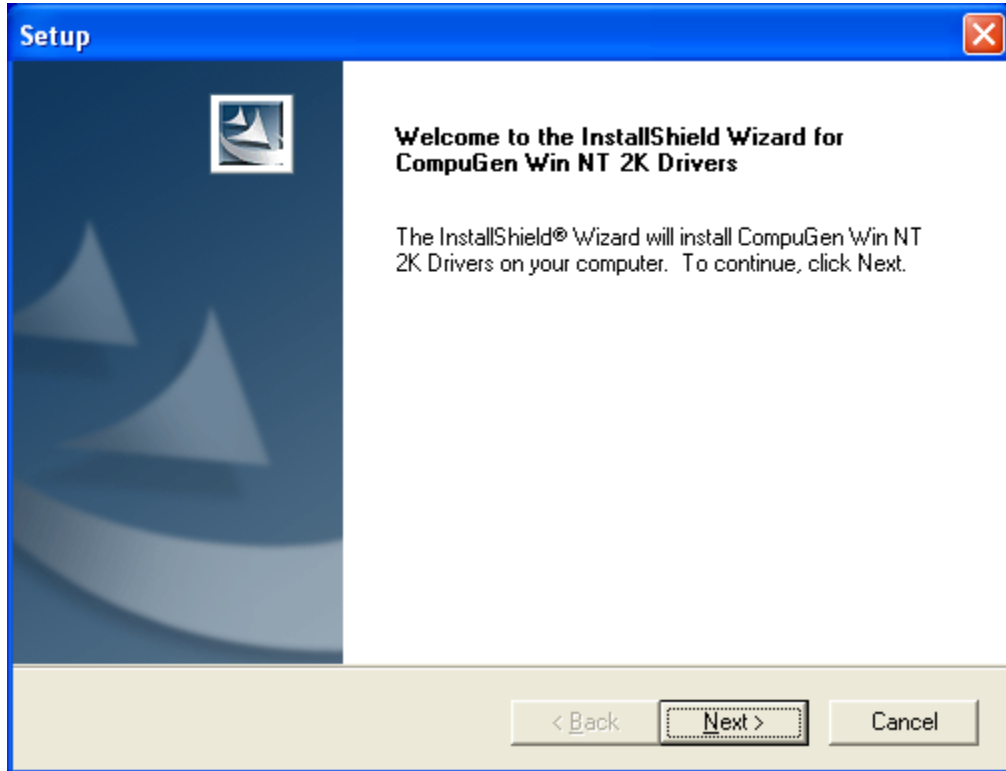 Setup
Welcome to the InstallShield Wizard for
CompuGen Win NT 2K Drivers
The InstallShield® Wizard will install CompuGen Win NT
2K Drivers on your computer. To continue, click Next.
< Back
Next >
Cancel